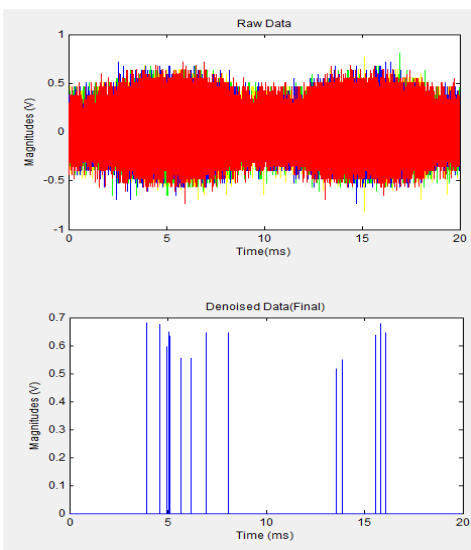 Raw Data
1
0.5
0
-0.5
-1
Magnitudes (V)
0 5 10 15 20
Time(ms)
Denoised Data(Final)
0.7
0.6
0.5
0.4
0.3
0.2
0.1
0
Magnitudes (V)
0 5 10 15 20
Time (ms)